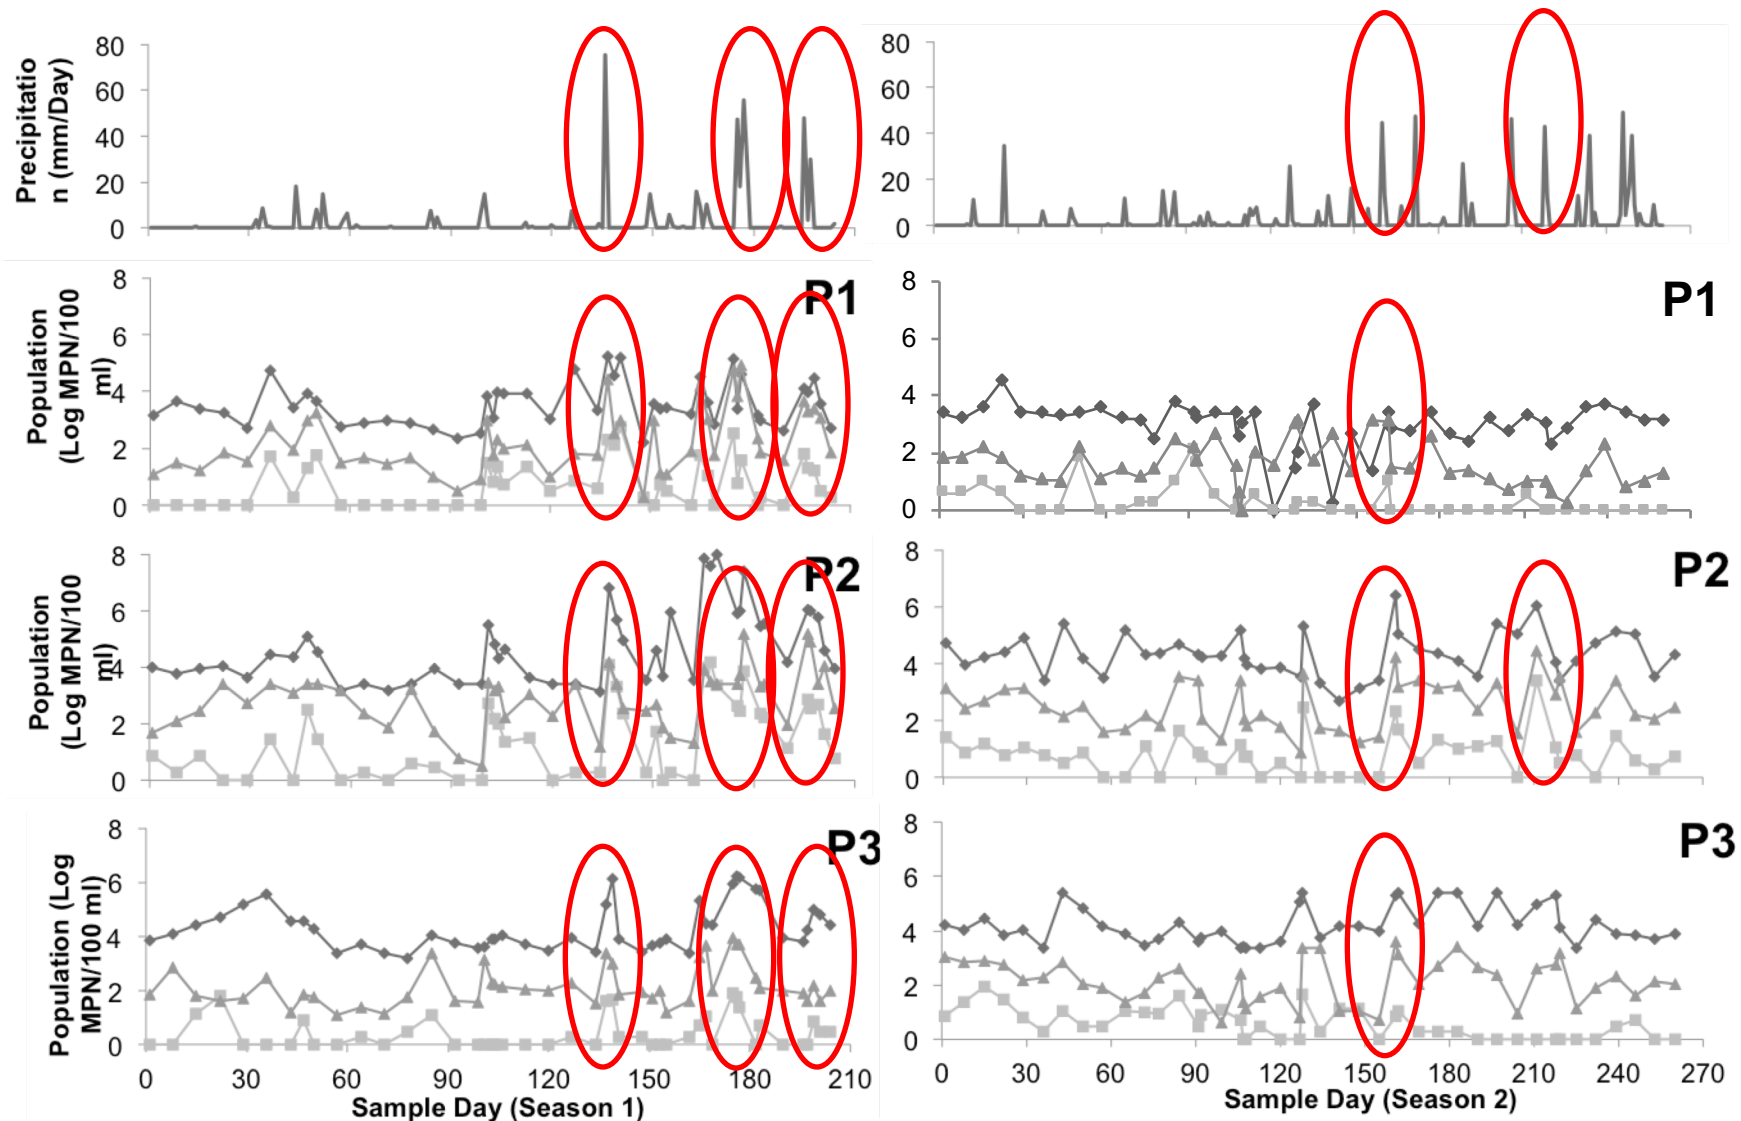 Precipitatio
n (mm/Day)
80
60
40
20
0
80
60
40
20
0
Population
(Log MPN/100
ml)
8
6
4
2
0
P1
8
6
4
2
0
P1
Population
(Log MPN/100
ml)
8
6
4
2
0
P2
8
6
4
2
0
P2
Population (Log
MPN/100 ml)
8
6
4
2
0
P3
8
6
4
2
0
P3
0 30 60 90 120 150 180 210
Sample Day (Season 1)
0 30 60 90 120 150 180 210 240 270
Sample Day (Season 2)